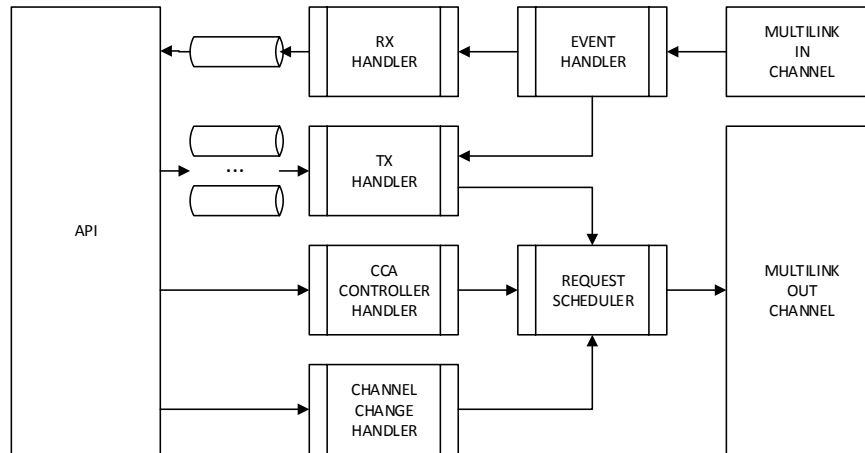 RX
HANDLER
EVENT
HANDLER
MULTILINK
IN
CHANNEL
...
TX
HANDLER
API
CCA
CONTROLLER
HANDLER
REQUEST
SCHEDULER
MULTILINK
OUT
CHANNEL
CHANNEL
CHANGE
HANDLER